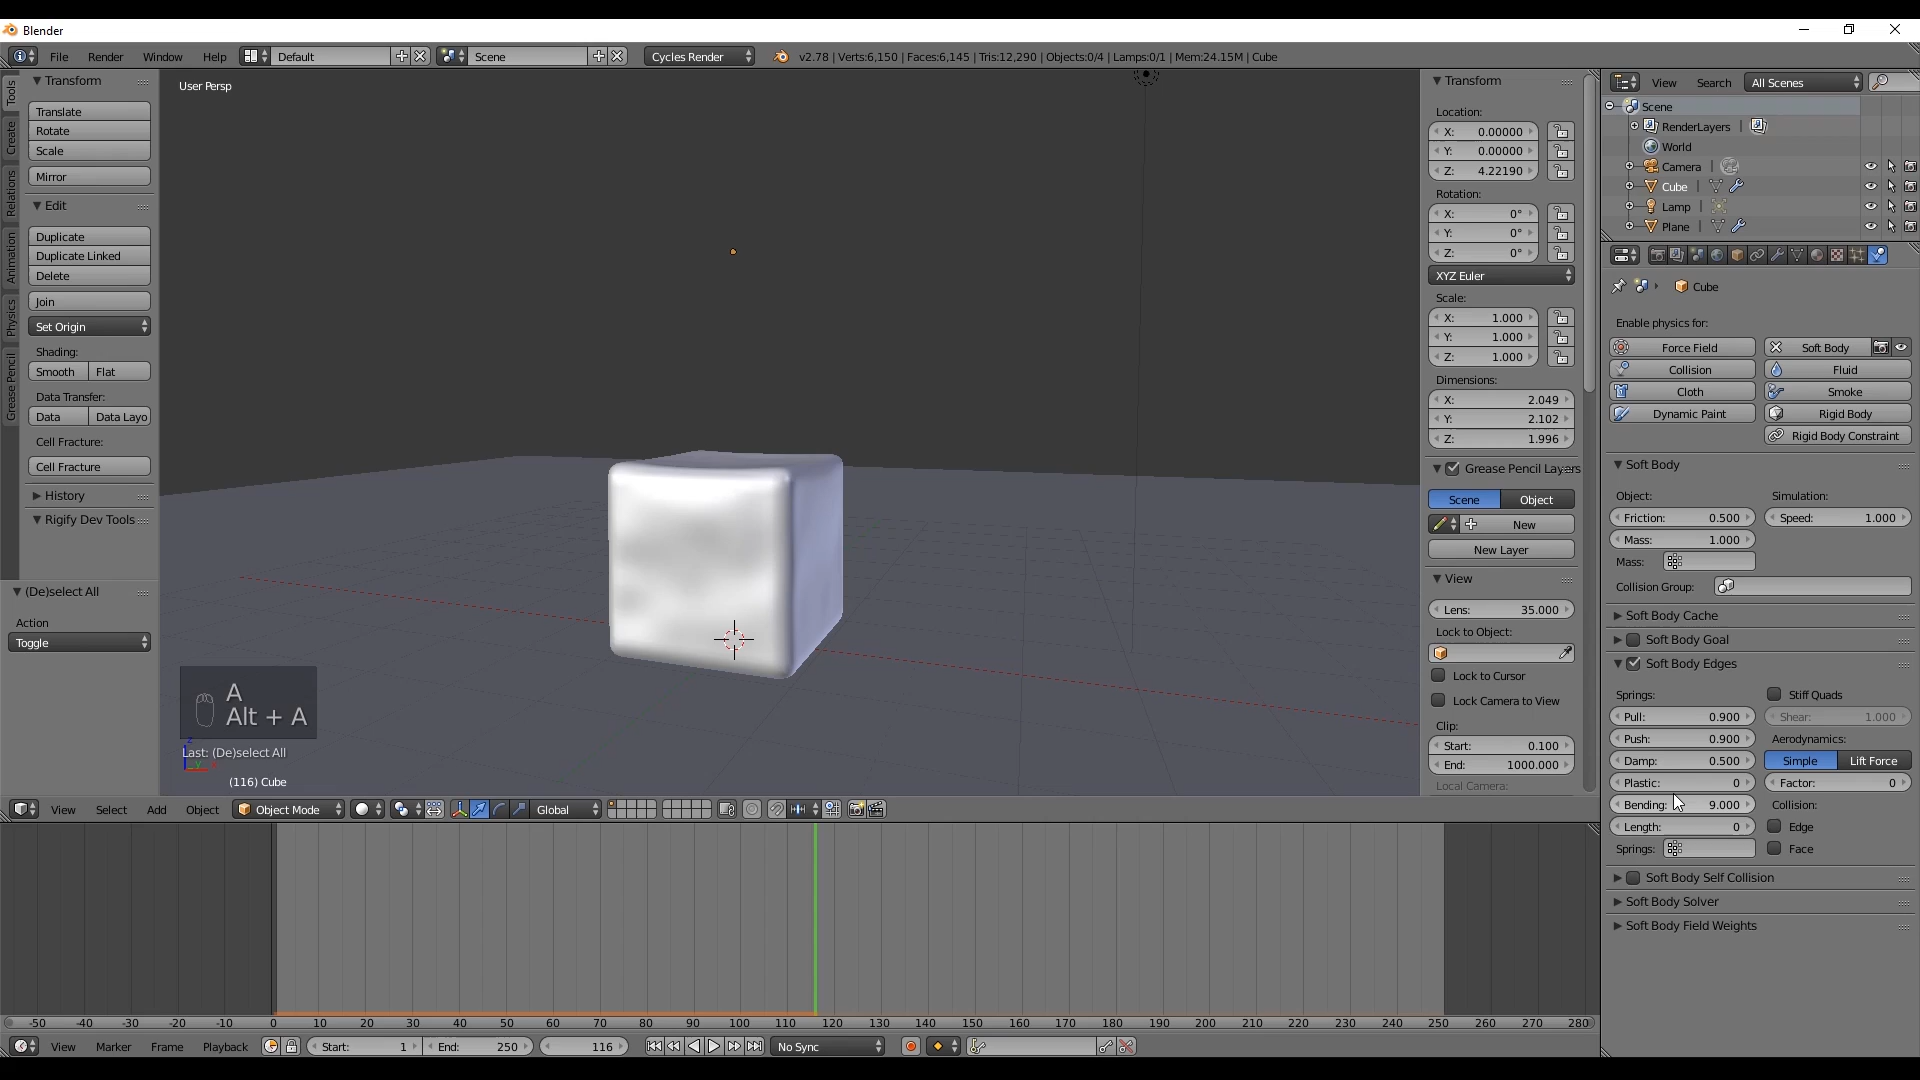 Blender
File Render Window Help Default Scene Cycles Render v2.78 | Verts:6,150 | Faces:6,145 | Tris:12,290 | Objects:0/4 | Lamps:0/1 | Mem:24.15M | Cube
Tools
Create
Relations
Animation
Physics
Grease Pencil
Transform
Translate
Rotate
Scale
Mirror
Edit
Duplicate
Duplicate Linked
Delete
Join
Set Origin
Shading:
Smooth Flat
Data Transfer:
Data Data Layo
Cell Fracture:
Cell Fracture
History
Rigify Dev Tools
(De)select All
Action
Toggle
User Persp
A
Alt + A
Last: (De)select All
(116) Cube
Transform
Location:
X: 0.00000
Y: 0.00000
Z: 4.22190
Rotation:
X: 0°
Y: 0°
Z: 0°
XYZ Euler
Scale:
X: 1.000
Y: 1.000
Z: 1.000
Dimensions:
X: 2.049
Y: 2.102
Z: 1.996
Grease Pencil Layers
Scene Object
New
New Layer
View
Lens: 35.000
Lock to Object:
Lock to Cursor
Lock Camera to View
Clip:
Start: 0.100
End: 1000.000
Local Camera:
View Search All Scenes
Scene
RenderLayers
World
Camera
Cube
Lamp
Plane
Cube
Enable physics for:
Force Field Soft Body
Collision Fluid
Cloth Smoke
Dynamic Paint Rigid Body
Rigid Body Constraint
Soft Body
Object: Simulation:
Friction: 0.500 Speed: 1.000
Mass: 1.000
Mass:
Collision Group:
Soft Body Cache
Soft Body Goal
Soft Body Edges
Springs: Stiff Quads
Pull: 0.900 Shear: 1.000
Push: 0.900 Aerodynamics:
Damp: 0.500 Simple Lift Force
Plastic: 0 Factor: 0
Bending: 9.000 Collision:
Length: 0 Edge
Springs: Face
Soft Body Self Collision
Soft Body Solver
Soft Body Field Weights
View Select Add Object Object Mode Global
-50 -40 -30 -20 -10 0 10 20 30 40 50 60 70 80 90 100 110 120 130 140 150 160 170 180 190 200 210 220 230 240 250 260 270 280
View Marker Frame Playback Start: 1 End: 250 116 No Sync